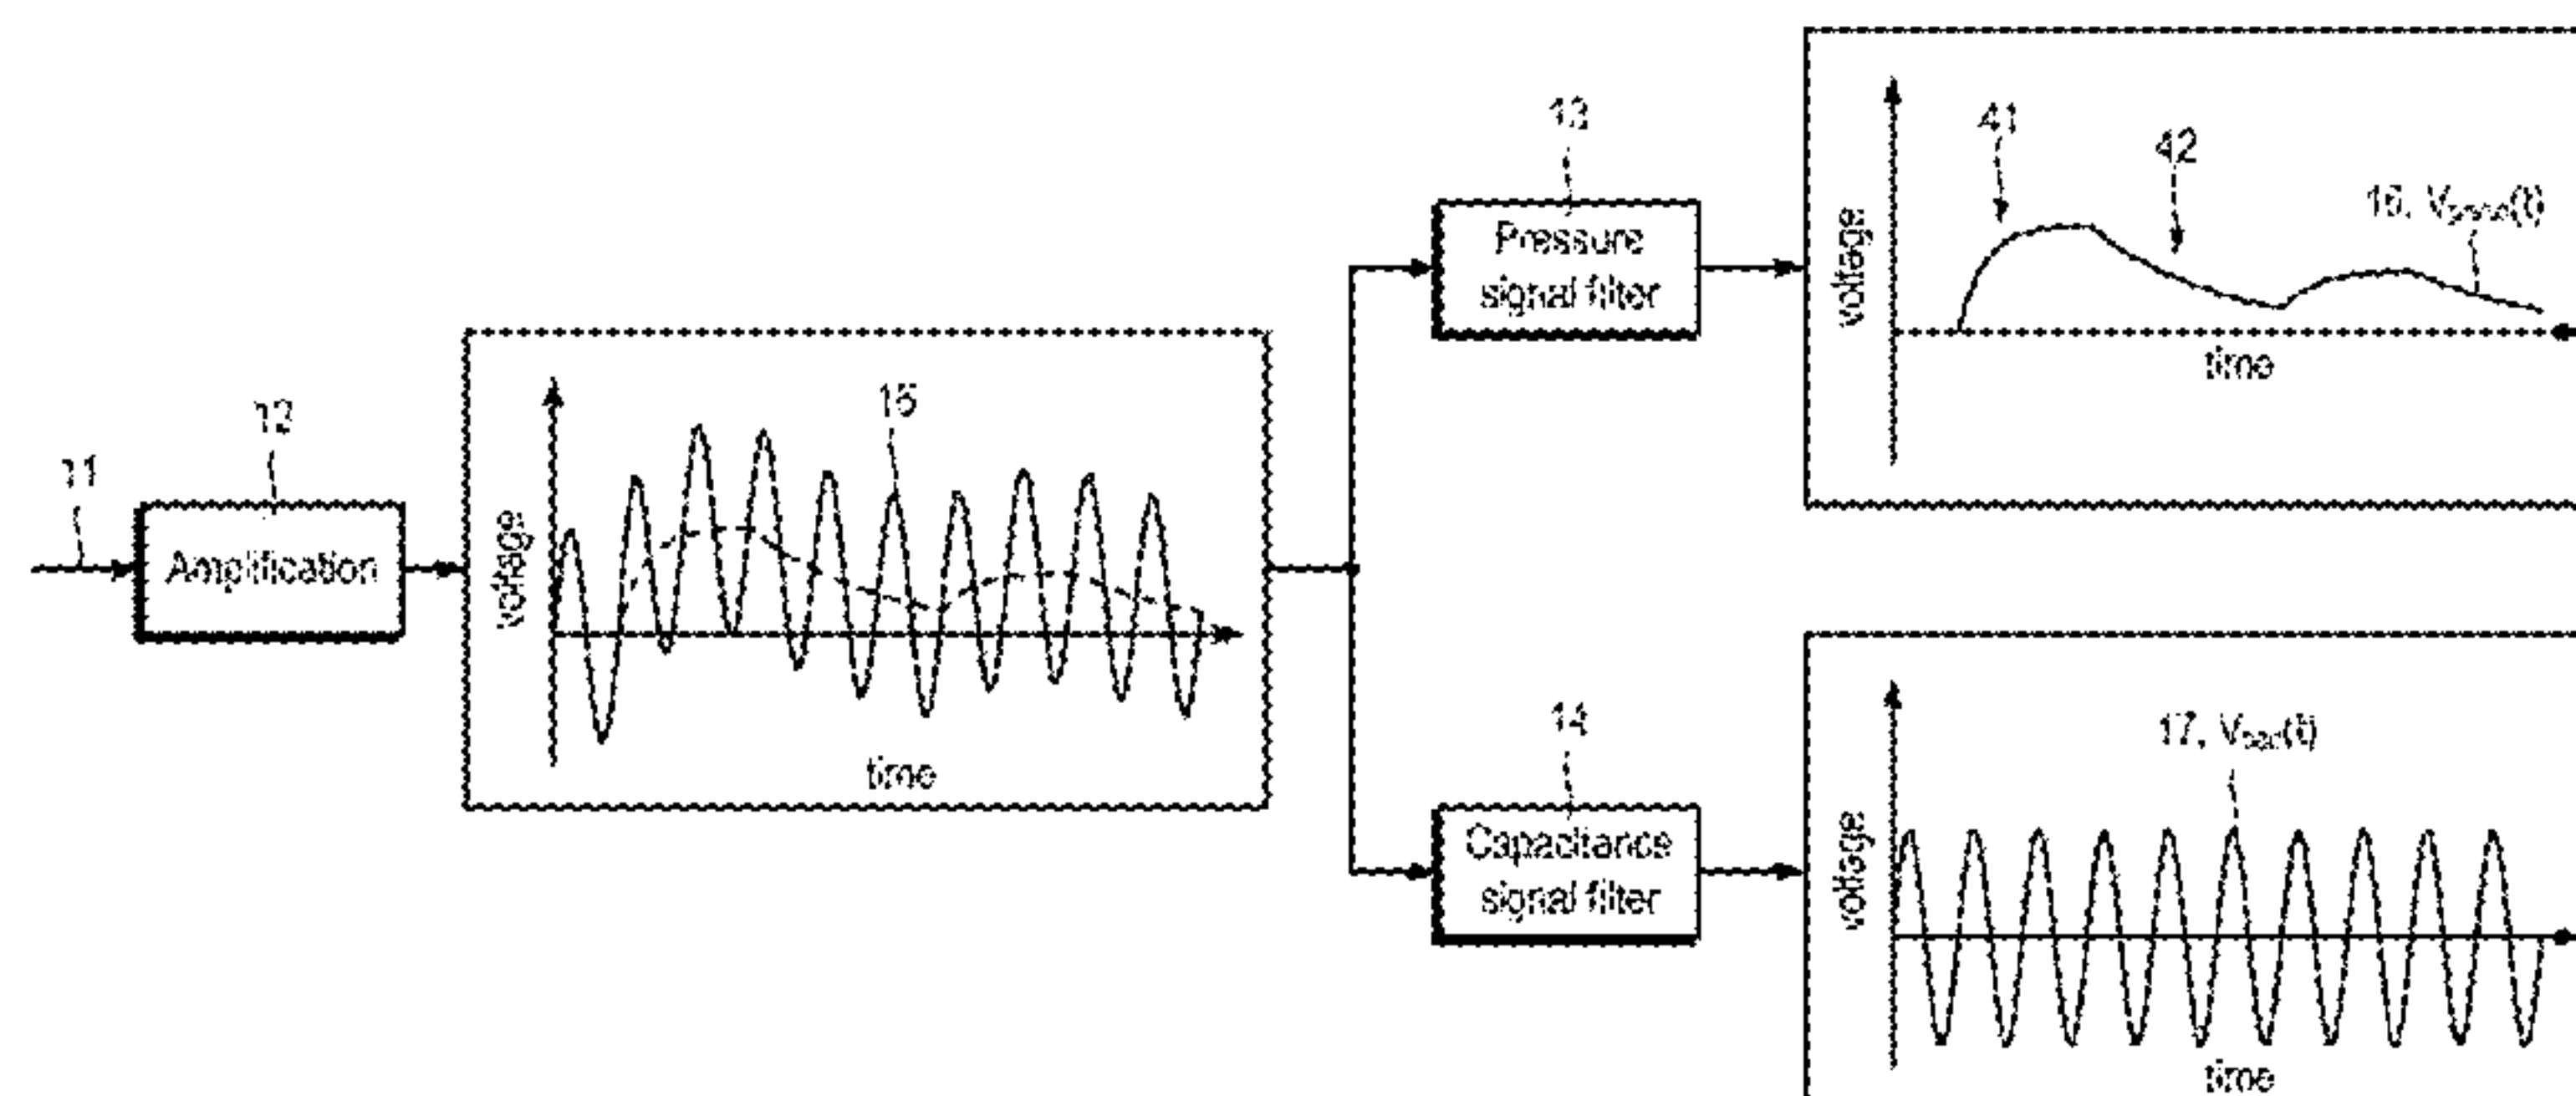 11
12
Amplification
voltage
15
time
13
Pressure
signal filter
14
Capacitance
signal filter
voltage
41
42
16,
time
voltage
17,
time